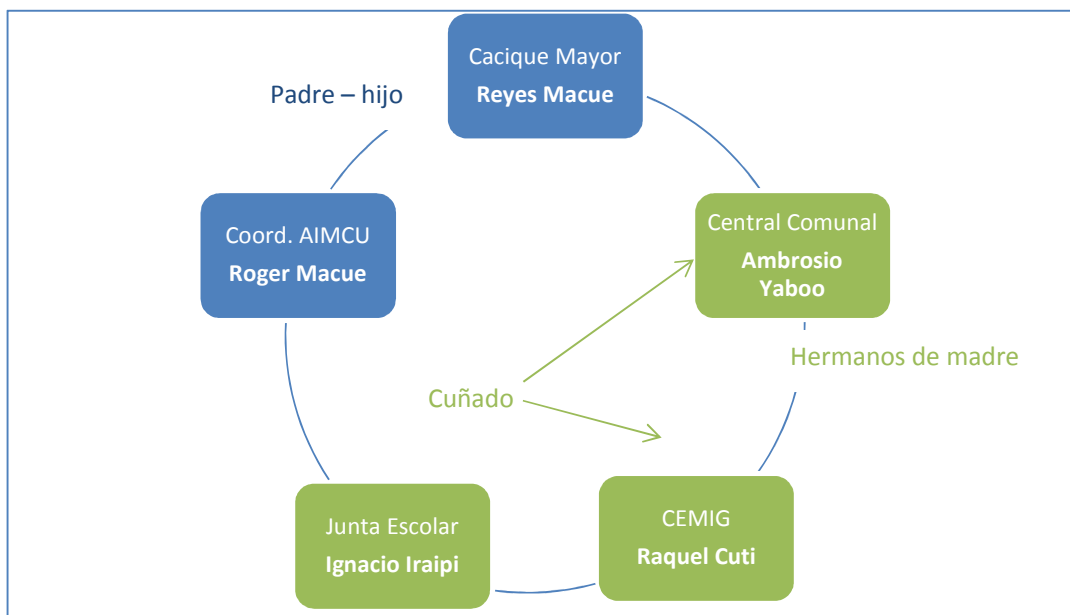 Cacique Mayor
Reyes Macue
Padre – hijo
Coord. AIMCU
Roger Macue
Central Comunal
Ambrosio
Yaboo
Hermanos de madre
Cuñado
Junta Escolar
Ignacio Iraipi
CEMIG
Raquel Cuti